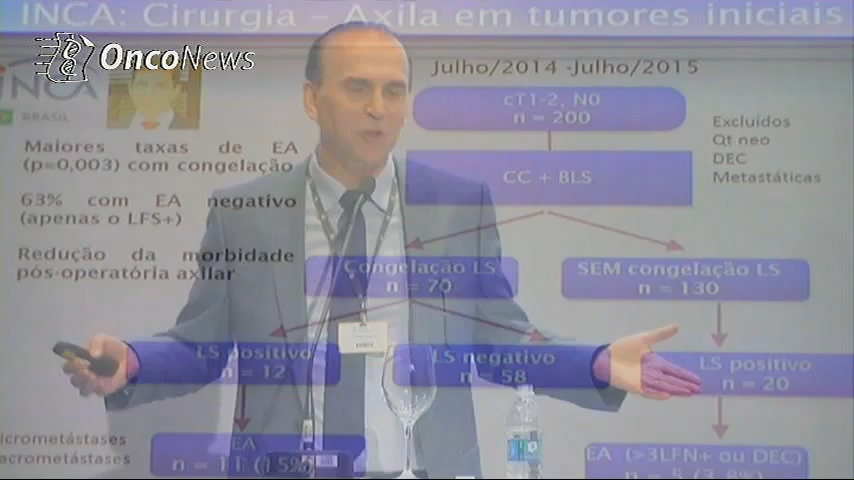 INCA: Cirurgia – Axila em tumores iniciais
OncoNews
INCA
BRASIL
Julho/2014 -Julho/2015
cT1-2, N0
n = 200
Excluídos
Qt neo
DEC
Metastáticas
Maiores taxas de EA
(p=0,003) com congelação
CC + BLS
63% com EA negativo
(apenas o LFS+)
Redução da morbidade
pós-operatória axilar
Congelação LS
n = 70
SEM congelação LS
n = 130
LS positivo
n = 12
LS negativo
n = 58
LS positivo
n = 20
icrometástases
acrometástases
EA
n = 11 (15%)
EA (>3LFN+ ou DEC)
n = 5 (3,8%)